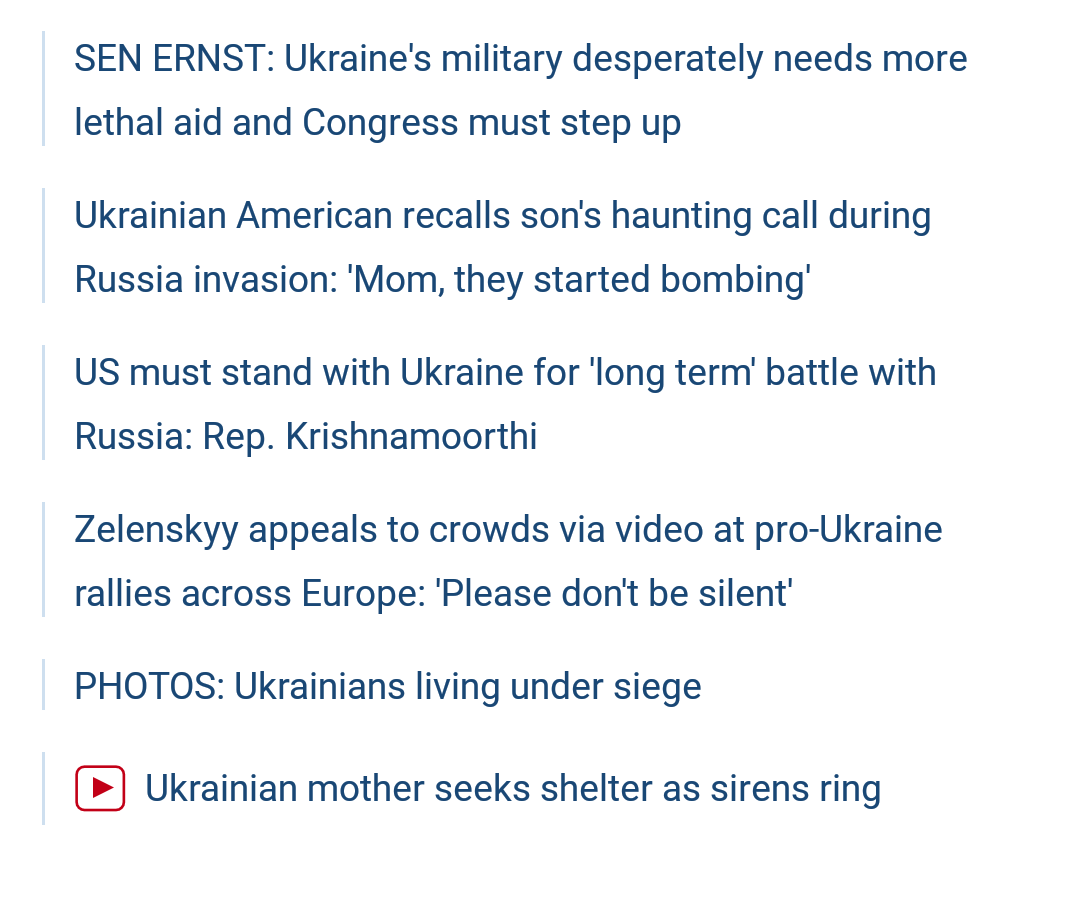 SEN ERNST: Ukraine's military desperately needs more
lethal aid and Congress must step up
Ukrainian American recalls son's haunting call during
Russia invasion: 'Mom, they started bombing'
US must stand with Ukraine for 'long term' battle with
Russia: Rep. Krishnamoorthi
Zelenskyy appeals to crowds via video at pro-Ukraine
rallies across Europe: 'Please don't be silent'
PHOTOS: Ukrainians living under siege
Ukrainian mother seeks shelter as sirens ring